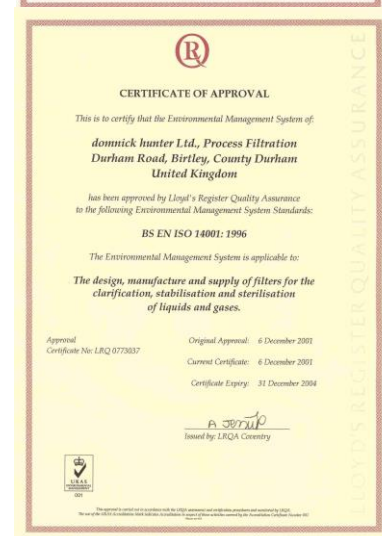 R
CERTIFICATE OF APPROVAL
This is to certify that the Environmental Management System of:
domnick hunter Ltd., Process Filtration
Durham Road, Birtley, County Durham
United Kingdom
has been approved by Lloyd's Register Quality Assurance
to the following Environmental Management System Standards:
BS EN ISO 14001: 1996
The Environmental Management System is applicable to:
The design, manufacture and supply of filters for the
clarification, stabilisation and sterilisation
of liquids and gases.
Approval
Certificate No: LRQ 0773037
Original Approval: 6 December 2001
Current Certificate: 6 December 2001
Certificate Expiry: 31 December 2004
Issued by: LRQA Coventry
UKAS
ENVIRONMENTAL
MANAGEMENT
001
LLOYD'S REGISTER QUALITY ASSURANCE